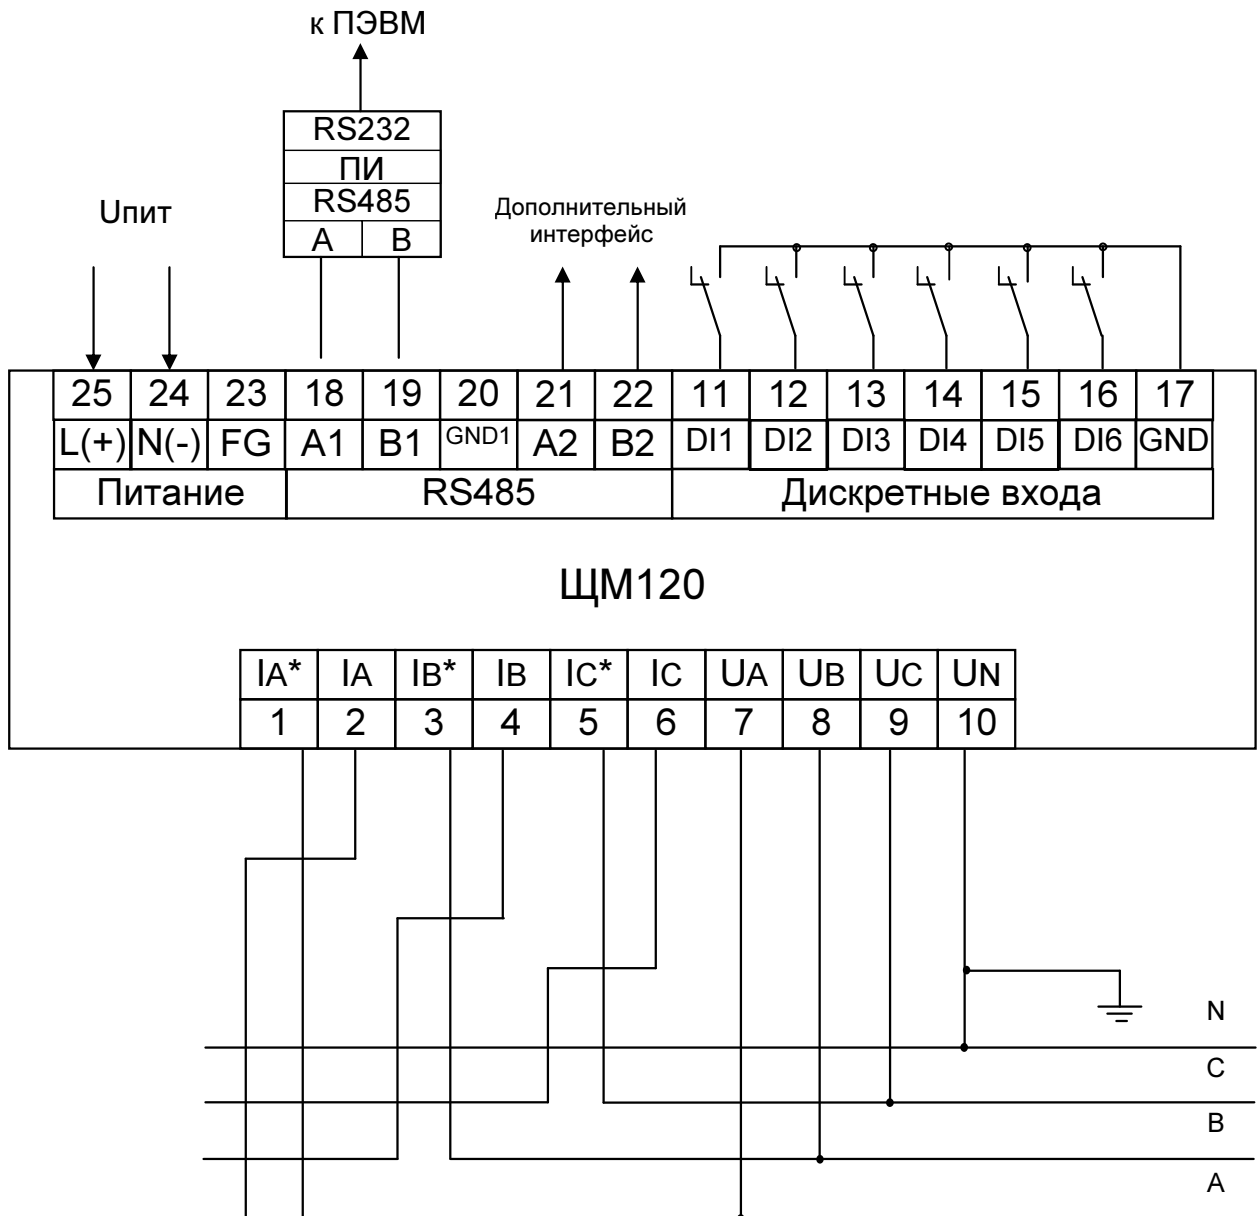 к ПЭВМ
RS232
ПИ
RS485
A B
Uпит
Дополнительный
интерфейс
25 24 23 18 19 20 21 22 11 12 13 14 15 16 17
L(+) N(-) FG A1 B1 GND1 A2 B2 DI1 DI2 DI3 DI4 DI5 DI6 GND
Питание RS485 Дискретные входа
ЩМ120
IA* IA IB* IB IC* IC UA UB UC UN
1 2 3 4 5 6 7 8 9 10
N
C
B
A